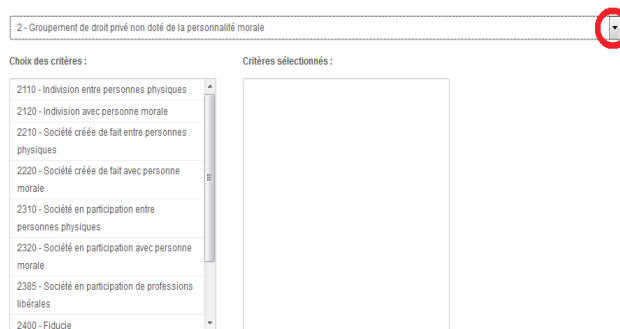 2 - Groupement de droit privé non doté de la personnalité morale
Choix des critères :
Critères sélectionnés :
2110 - Indivision entre personnes physiques
2120 - Indivision avec personne morale
2210 - Société créée de fait entre personnes
physiques
2220 - Société créée de fait avec personne
morale
2310 - Société en participation entre
personnes physiques
2320 - Société en participation avec personne
morale
2385 - Société en participation de professions
libérales
2400 - Fiducie